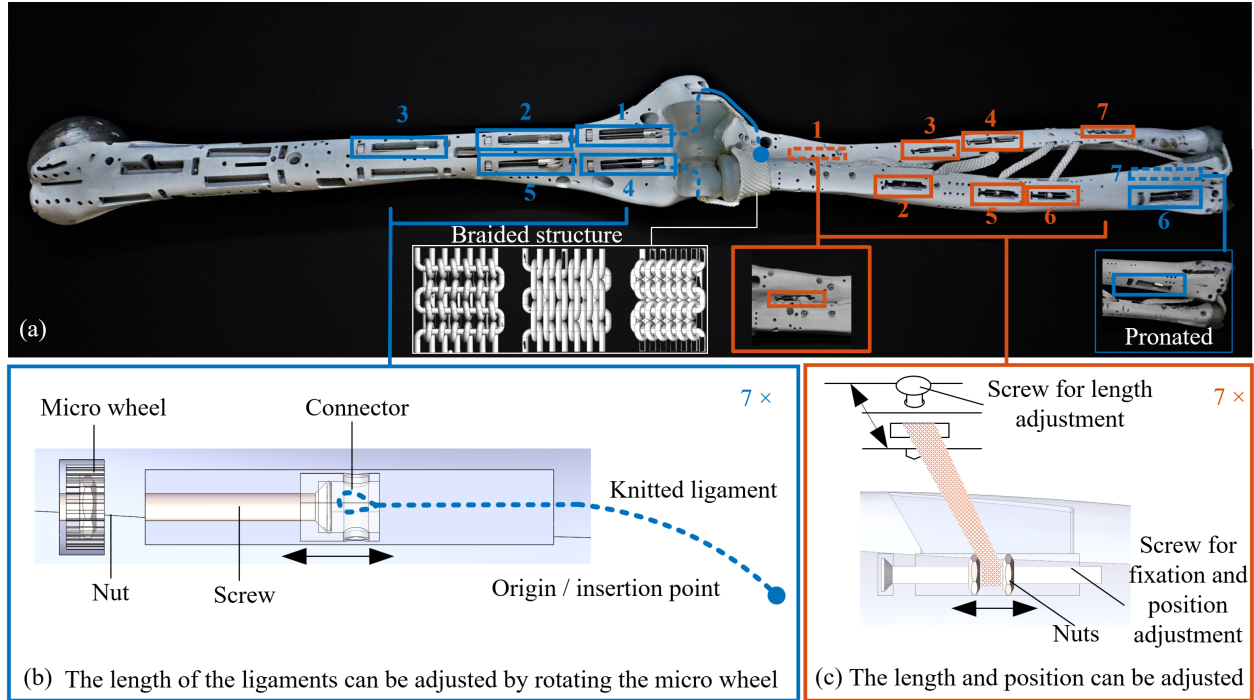 3
2
1
5
4
1
3
4
7
2
5
6
7
6
Braided structure
(a)
Pronated
7 ×
Micro wheel
Connector
Knitted ligament
Nut
Screw
Origin / insertion point
(b) The length of the ligaments can be adjusted by rotating the micro wheel
7 ×
Screw for length
adjustment
Screw for
fixation and
position
adjustment
Nuts
(c) The length and position can be adjusted